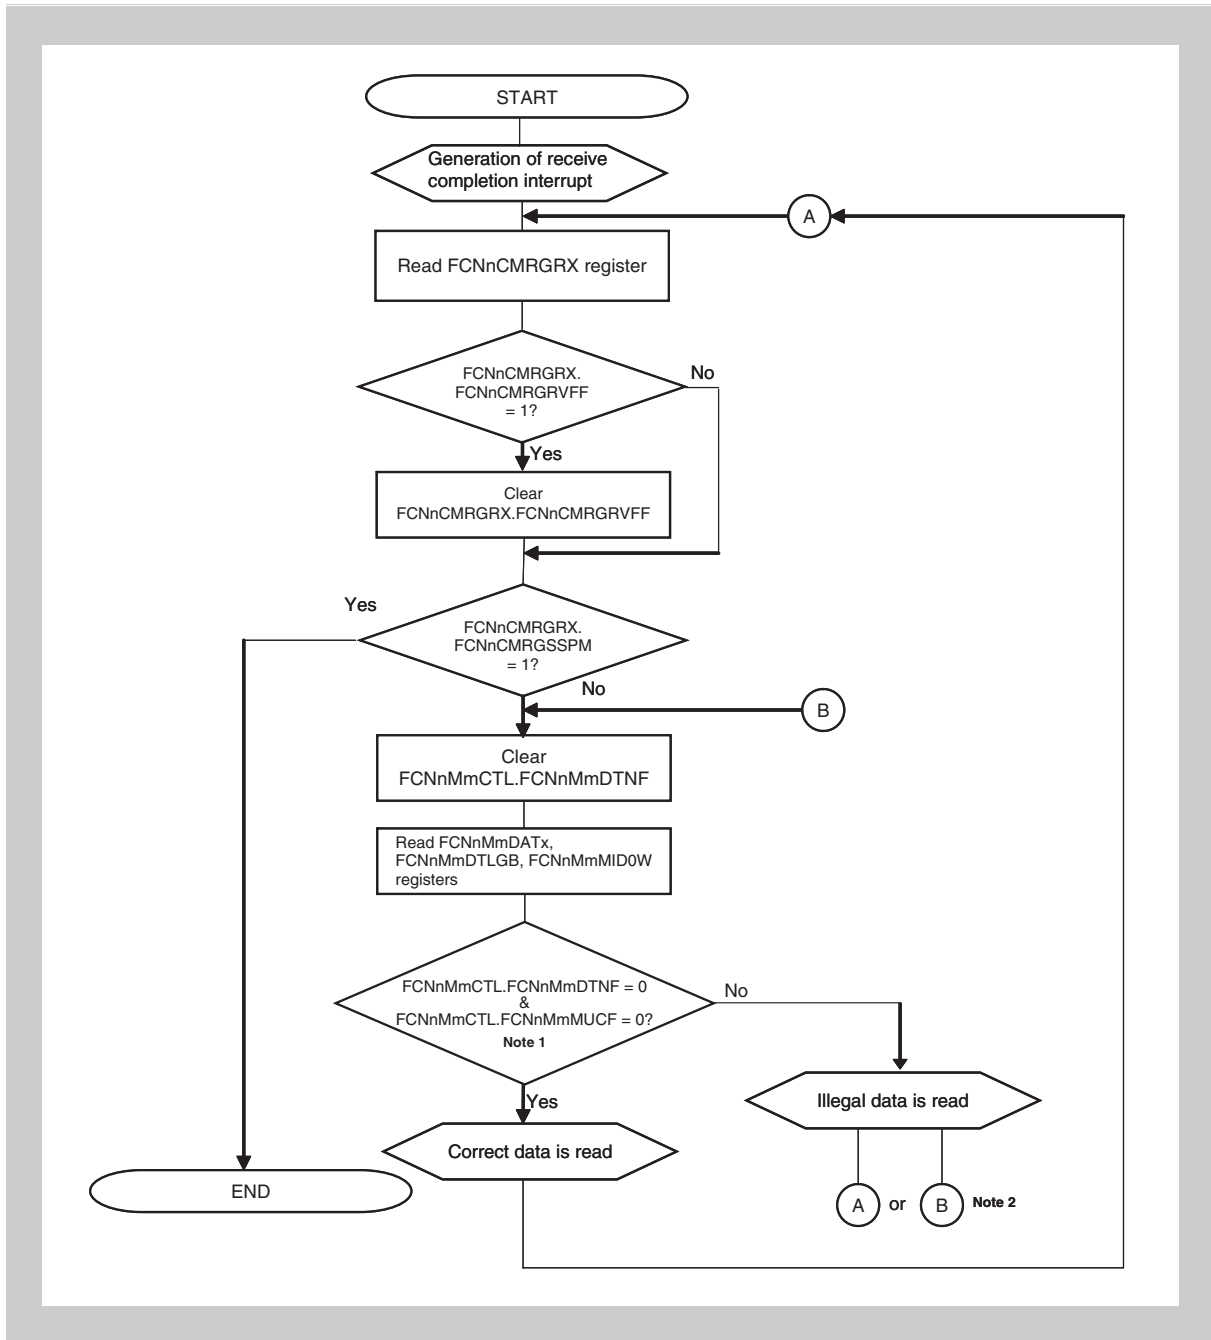 START
Generation of receive
completion interrupt
A
Read FCNnCMRGRX register
FCNnCMRGRX.
FCNnCMRGRVFF
= 1?
No
Yes
Clear
FCNnCMRGRX.FCNnCMRGRVFF
Yes
FCNnCMRGRX.
FCNnCMRGSSPM
= 1?
No
B
Clear
FCNnMmCTL.FCNnMmDTNF
Read FCNnMmDATx,
FCNnMmDTLGB, FCNnMmMID0W
registers
FCNnMmCTL.FCNnMmDTNF = 0
&
FCNnMmCTL.FCNnMmMUCF = 0?
Note 1
No
Yes
Illegal data is read
Correct data is read
END
A or B Note 2